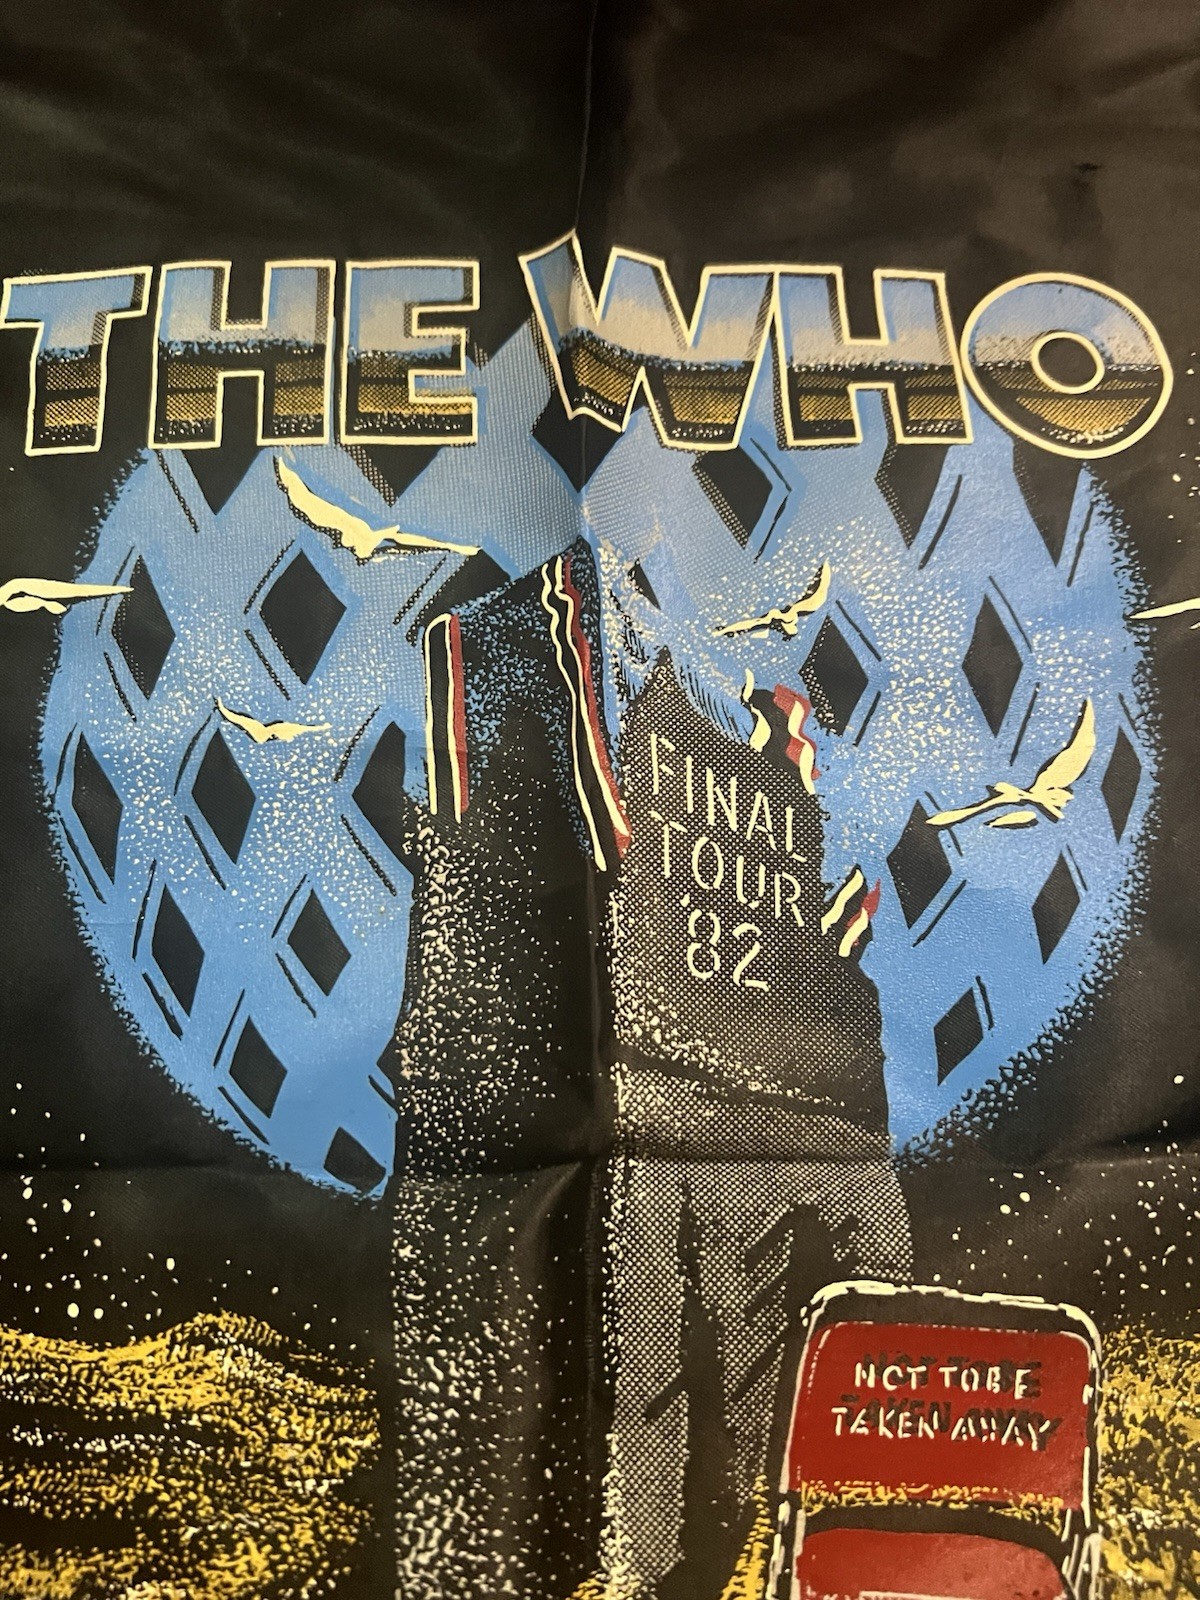 THE WHO
FINAL
TOUR
'82
NOT TO BE
TAKEN AWAY